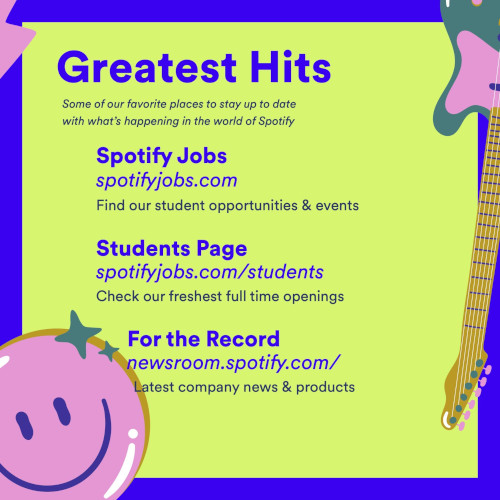 Greatest Hits
Some of our favorite places to stay up to date
with what's happening in the world of Spotify
Spotify Jobs
spotifyjobs.com
Find our student opportunities & events
Students Page
spotifyjobs.com/students
Check our freshest full time openings
For the Record
newsroom.spotify.com/
Latest company news & products